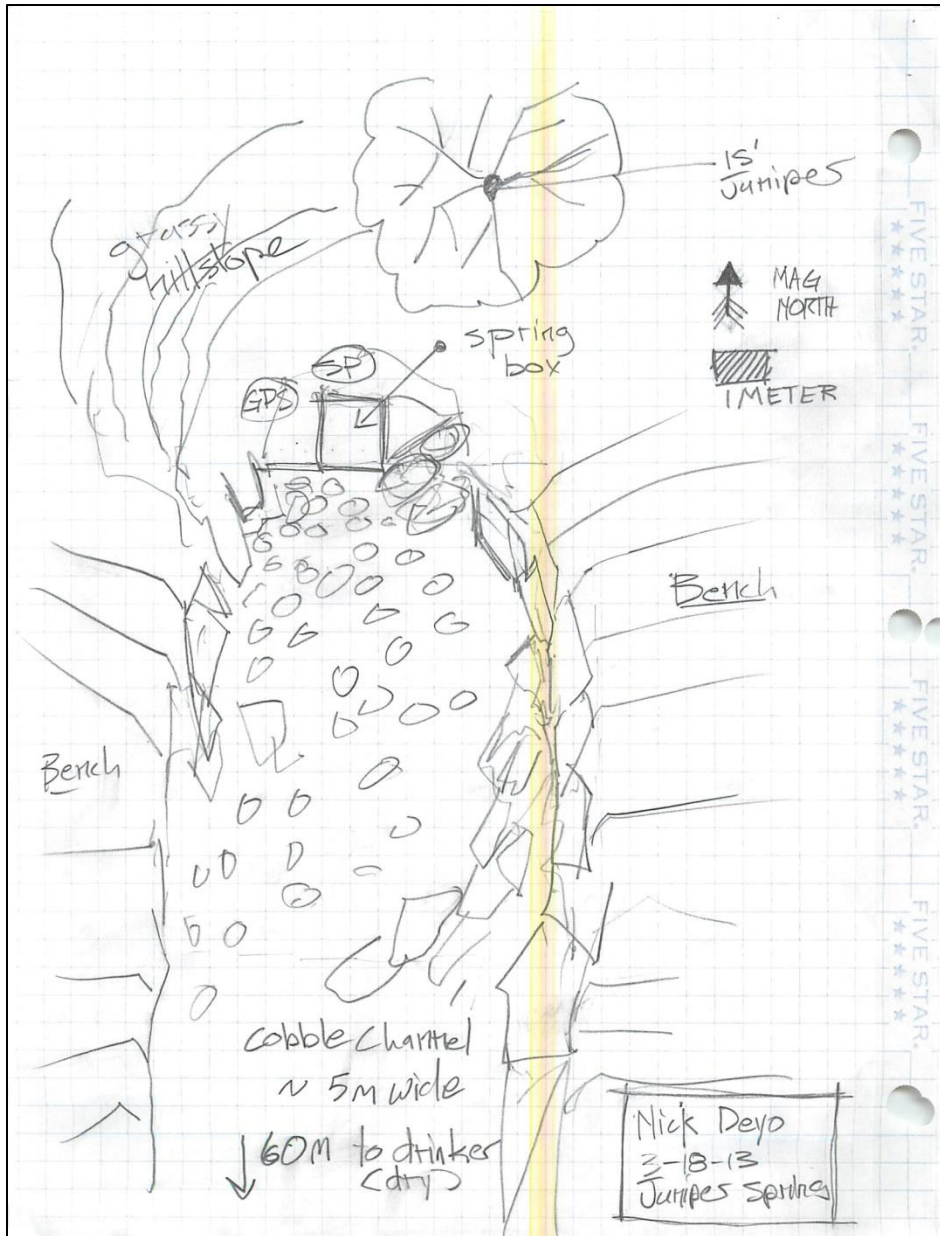 15'
Juniper
grassy
hillslope
MAG
NORTH
1 METER
spring
box
SP
GPS
Bench
Bench
cobble channel
~ 5m wide
60m to drinker
(dry)
Nick Deyo
3-18-13
Juniper Spring
FIVE STAR.
FIVE STAR.
FIVE STAR.
FIVE STAR.